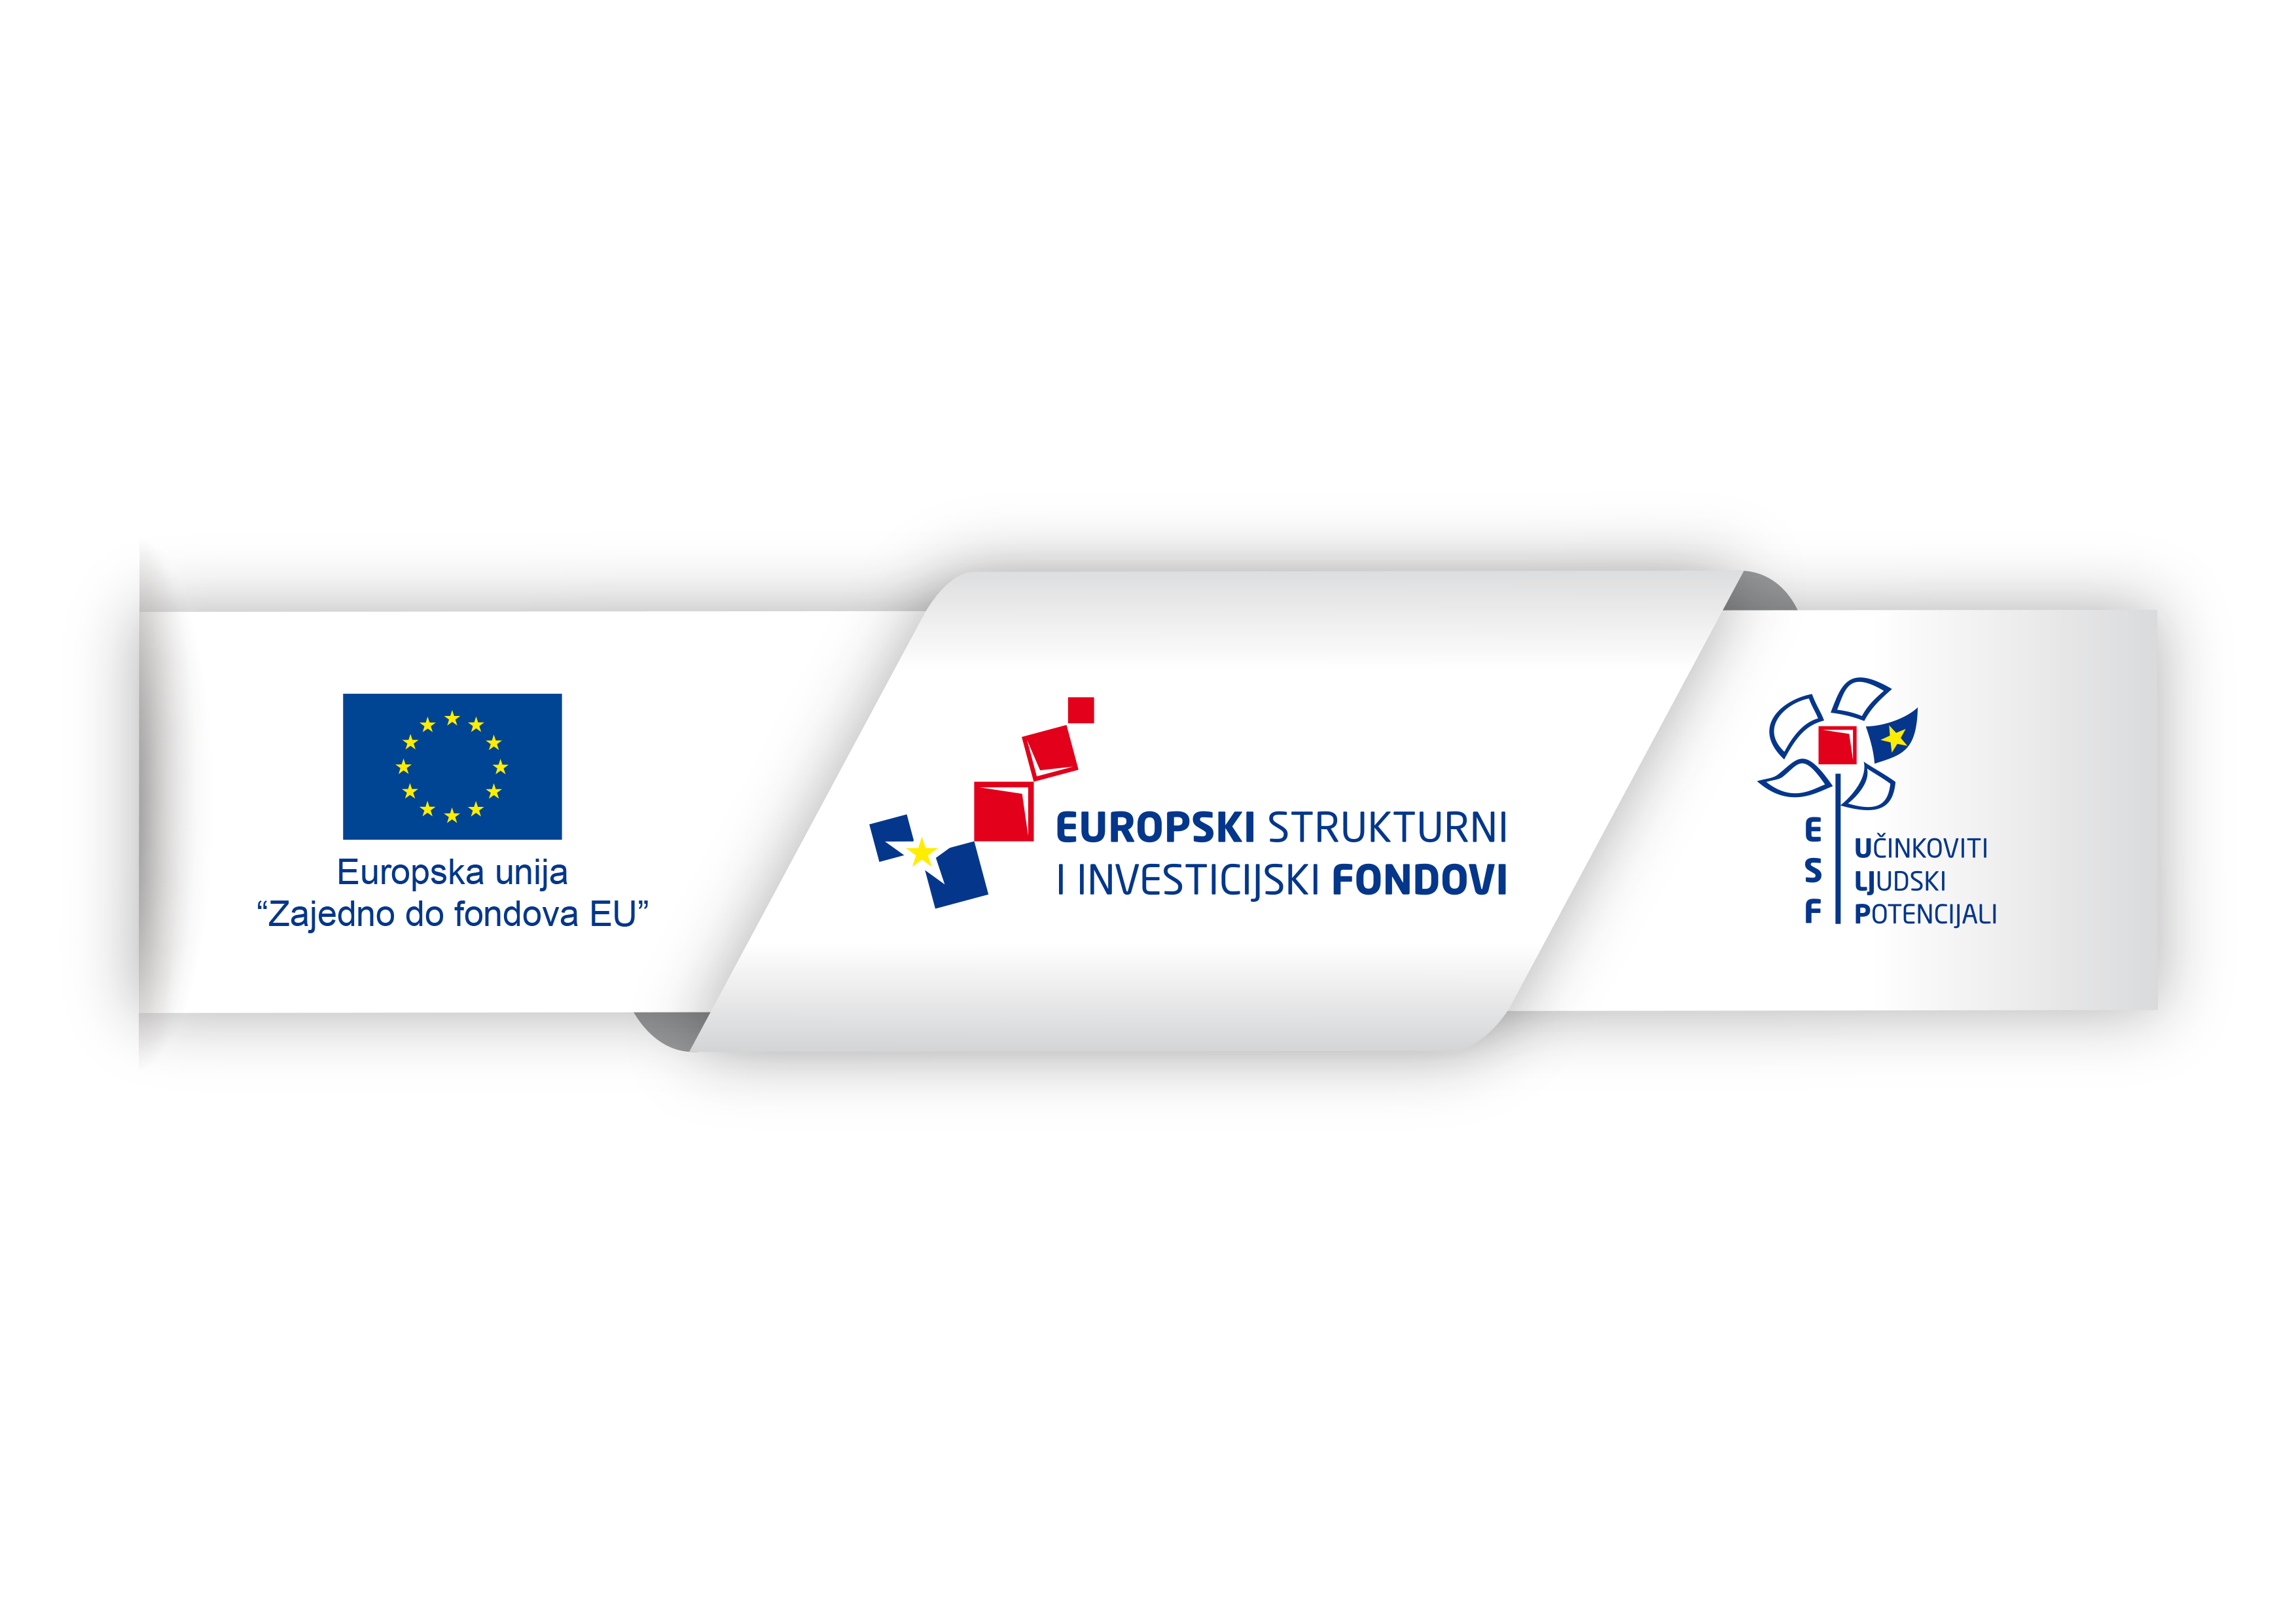 Europska unija
“Zajedno do fondova EU”
EUROPSKI STRUKTURNI
I INVESTICIJSKI FONDOVI
E
S
F
UČINKOVITI
LJUDSKI
POTENCIJALI